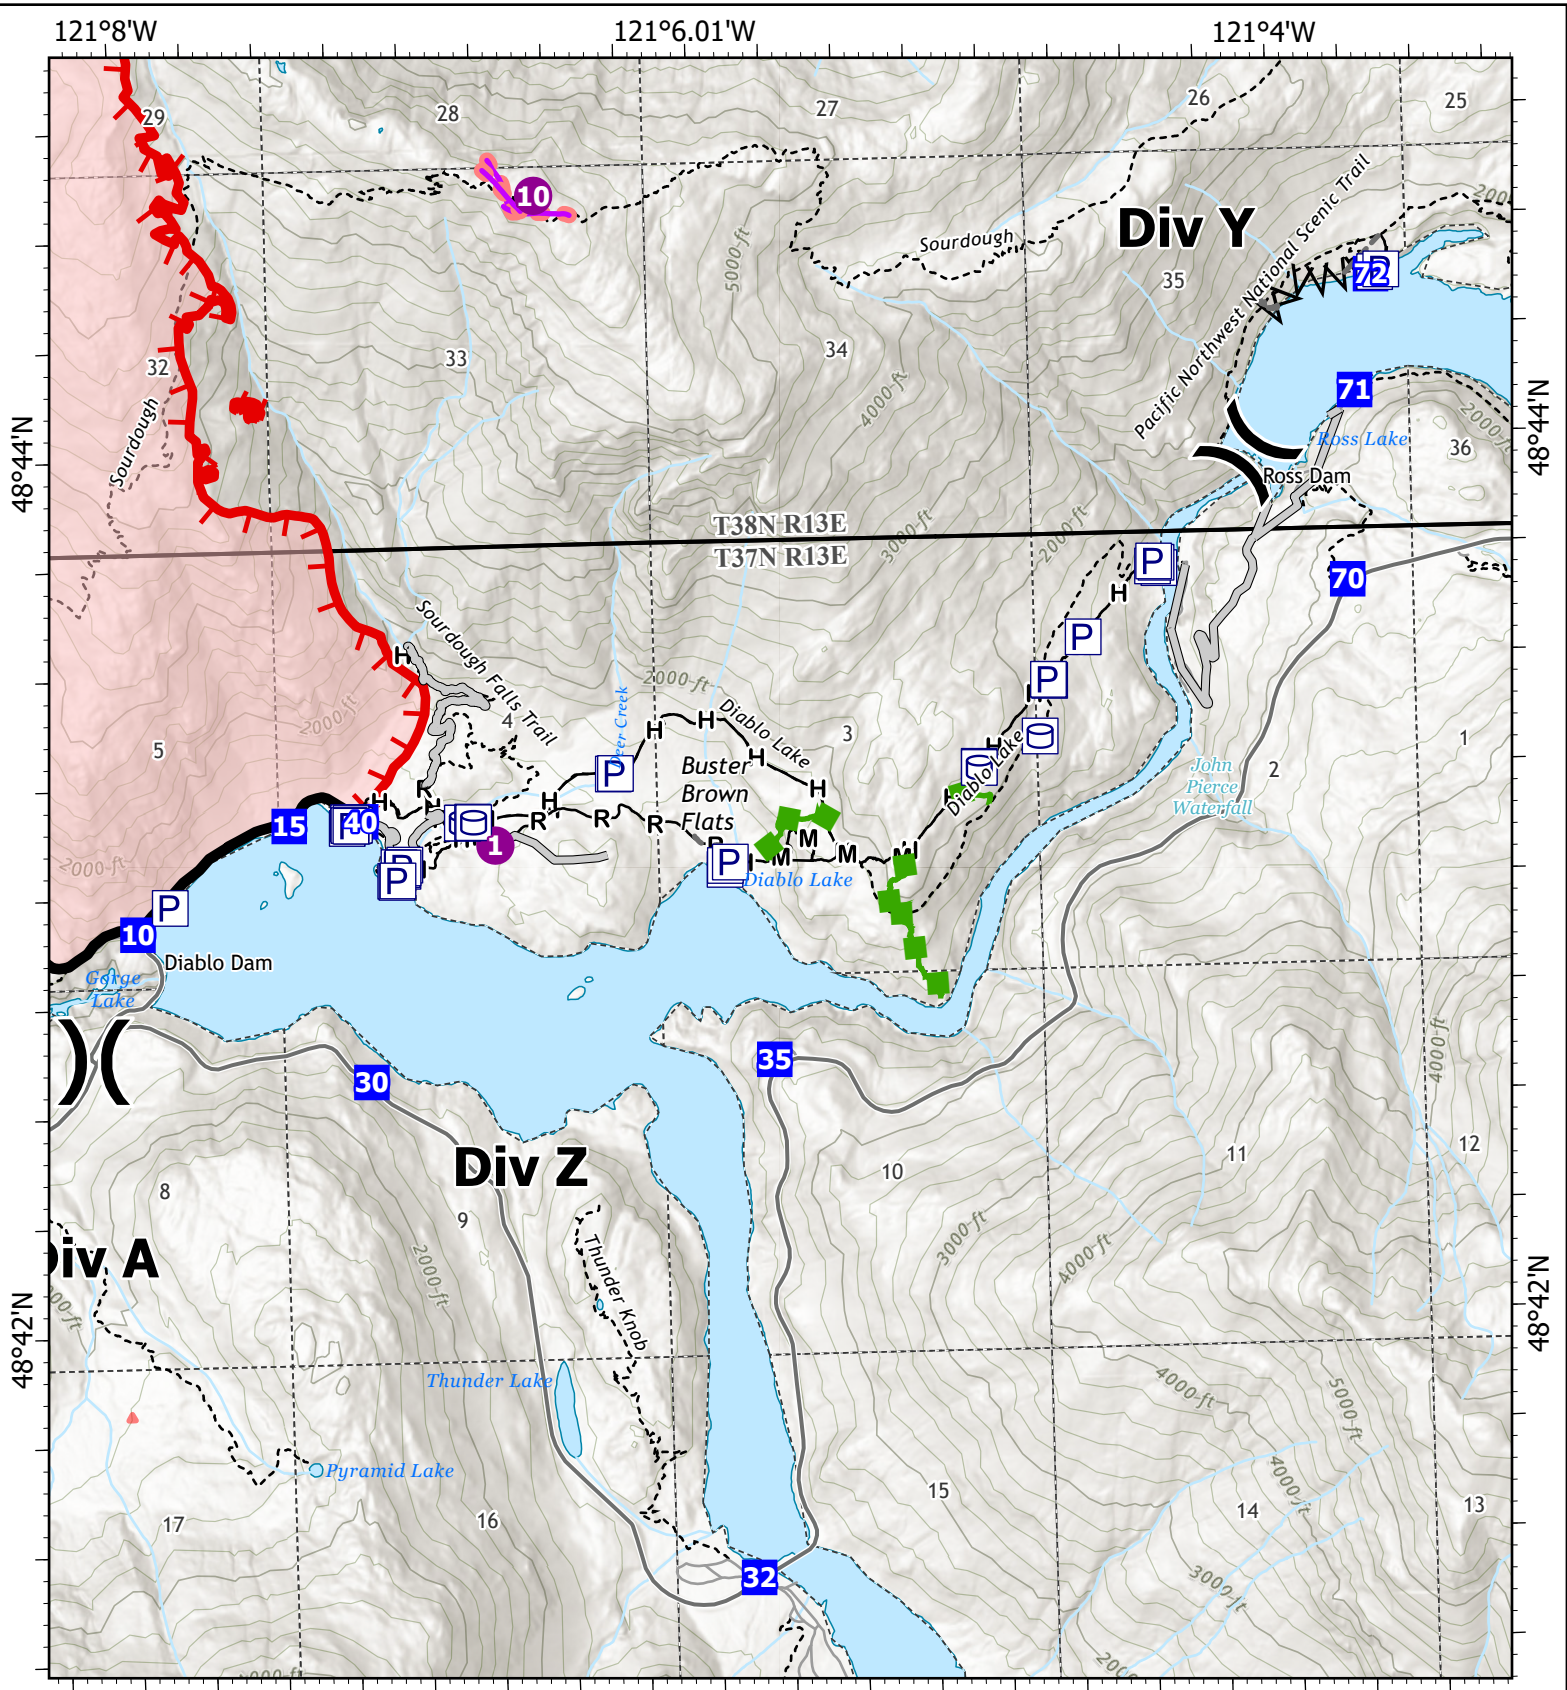 121°8'W
121°6.01'W
121°4'W
29
28
27
26
25
10
5000-ft
Sourdough
Div Y
35
Pacific Northwest National Scenic Trail
2000
72
32
33
34
4000-ft
71
Ross Lake
2000-ft
36
Sourdough
48°44'N
48°44'N
Ross Dam
T38N R13E
T37N R13E
3000-ft
2000-ft
P
H
70
P
H
Sourdough Falls Trail
2000-ft
P
2000-ft
Deer Creek
Diablo Lake
H
H
H
4
3
5
1
2
Buster
Brown
Flats
Diablo Lake
John
Pierce
Waterfall
P
H
H
H
H
H
H
15
P
40
R
R
R
1
M
M
M
P
P
P
Diablo Lake
2000-ft
P
10
Diablo Dam
Gorge
Lake
35
30
4000-ft
Div Z
8
9
10
11
12
Div A
2000-ft
Thunder Knob
3000-ft
4000-ft
48°42'N
48°42'N
Thunder Lake
4000-ft
5000-ft
Pyramid Lake
4000-ft
17
16
15
14
13
32
3000-ft